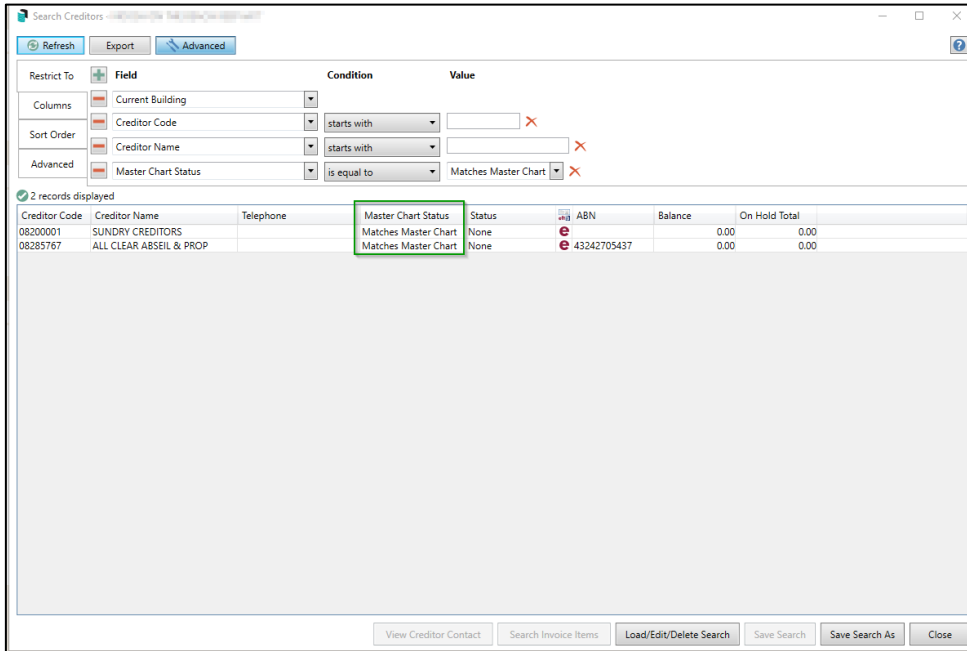 Search Creditors -
Refresh Export Advanced ?
Restrict To Field Condition Value
Columns Current Building
Creditor Code starts with
Sort Order
Creditor Name starts with
Advanced
Master Chart Status is equal to Matches Master Chart
2 records displayed
Creditor Code Creditor Name Telephone Master Chart Status Status ABN Balance On Hold Total
08200001 SUNDRY CREDITORS Matches Master Chart None e 0.00 0.00
08285767 ALL CLEAR ABSEIL & PROP Matches Master Chart None e 43242705437 0.00 0.00
View Creditor Contact Search Invoice Items Load/Edit/Delete Search Save Search Save Search As Close